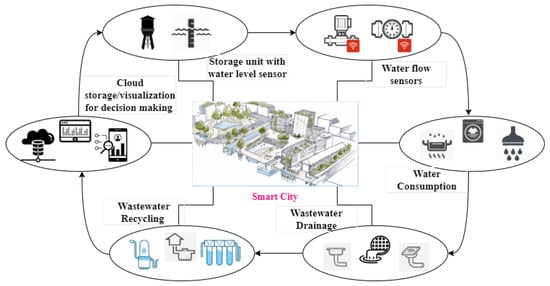 Storage unit with
water level sensor
Water flow
sensors
Cloud
storage/visualization
for decision making
Water
Consumption
Smart City
Wastewater
Recycling
Wastewater
Drainage